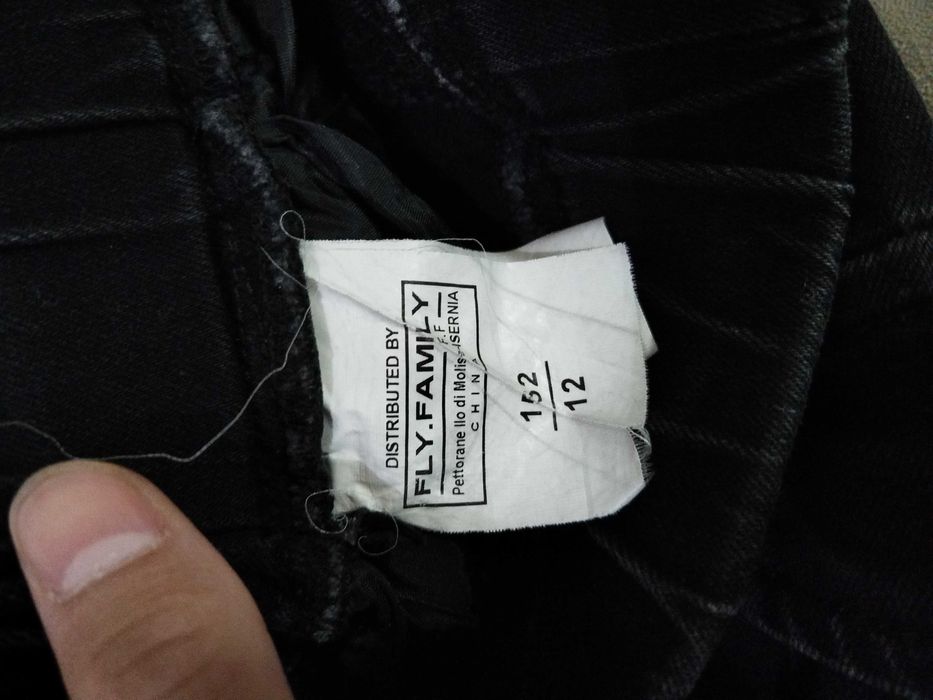 DISTRIBUTED BY
FLY.FAMILY
F.F
Pettorane llo di Molise ISERNIA
CHINA
152
12